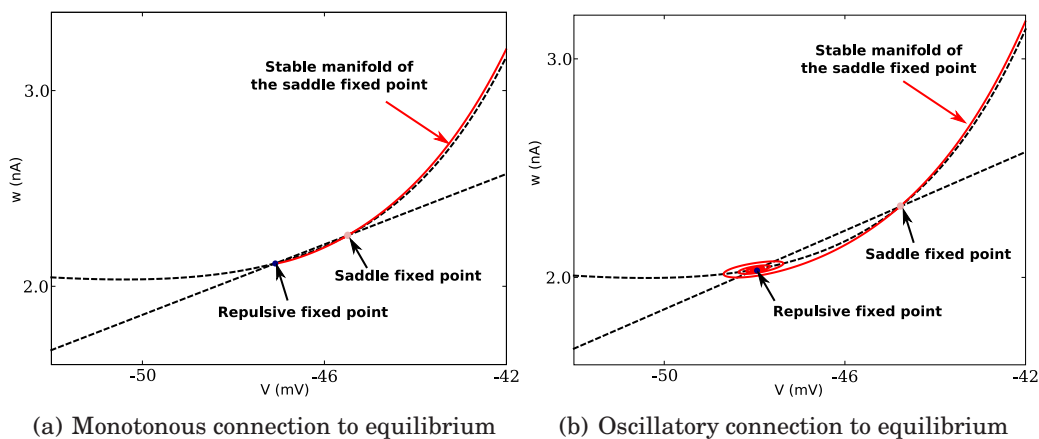 Stable manifold of
the saddle fixed point
3.0
w (nA)
2.0
Saddle fixed point
Repulsive fixed point
-50
-46
-42
V (mV)
(a) Monotonous connection to equilibrium
Stable manifold of
the saddle fixed point
3.0
w (nA)
2.0
Saddle fixed point
Repulsive fixed point
-50
-46
-42
V (mV)
(b) Oscillatory connection to equilibrium